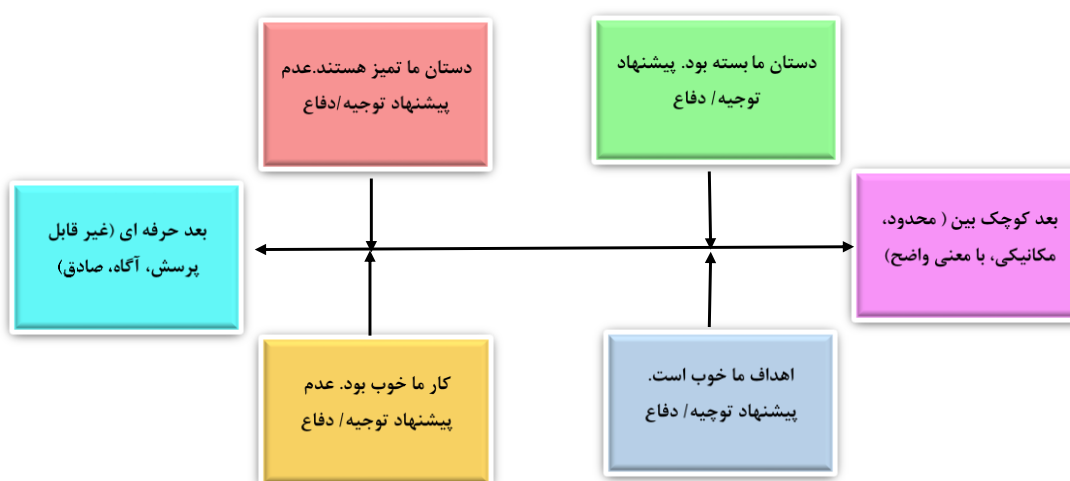 دستان ما تمیز هستند.عدم
پیشنهاد توجیه/دفاع
دستان ما بسته بود. پیشنهاد
توجیه/ دفاع
بعد کوچک بین ( محدود،
مکانیکی، با معنی واضح)
بعد حرفه ای (غیر قابل
پرسش، آگاه، صادق)
اهداف ما خوب است.
پیشنهاد توچیه/ دفاع
کار ما خوب بود. عدم
پیشنهاد توجیه/ دفاع